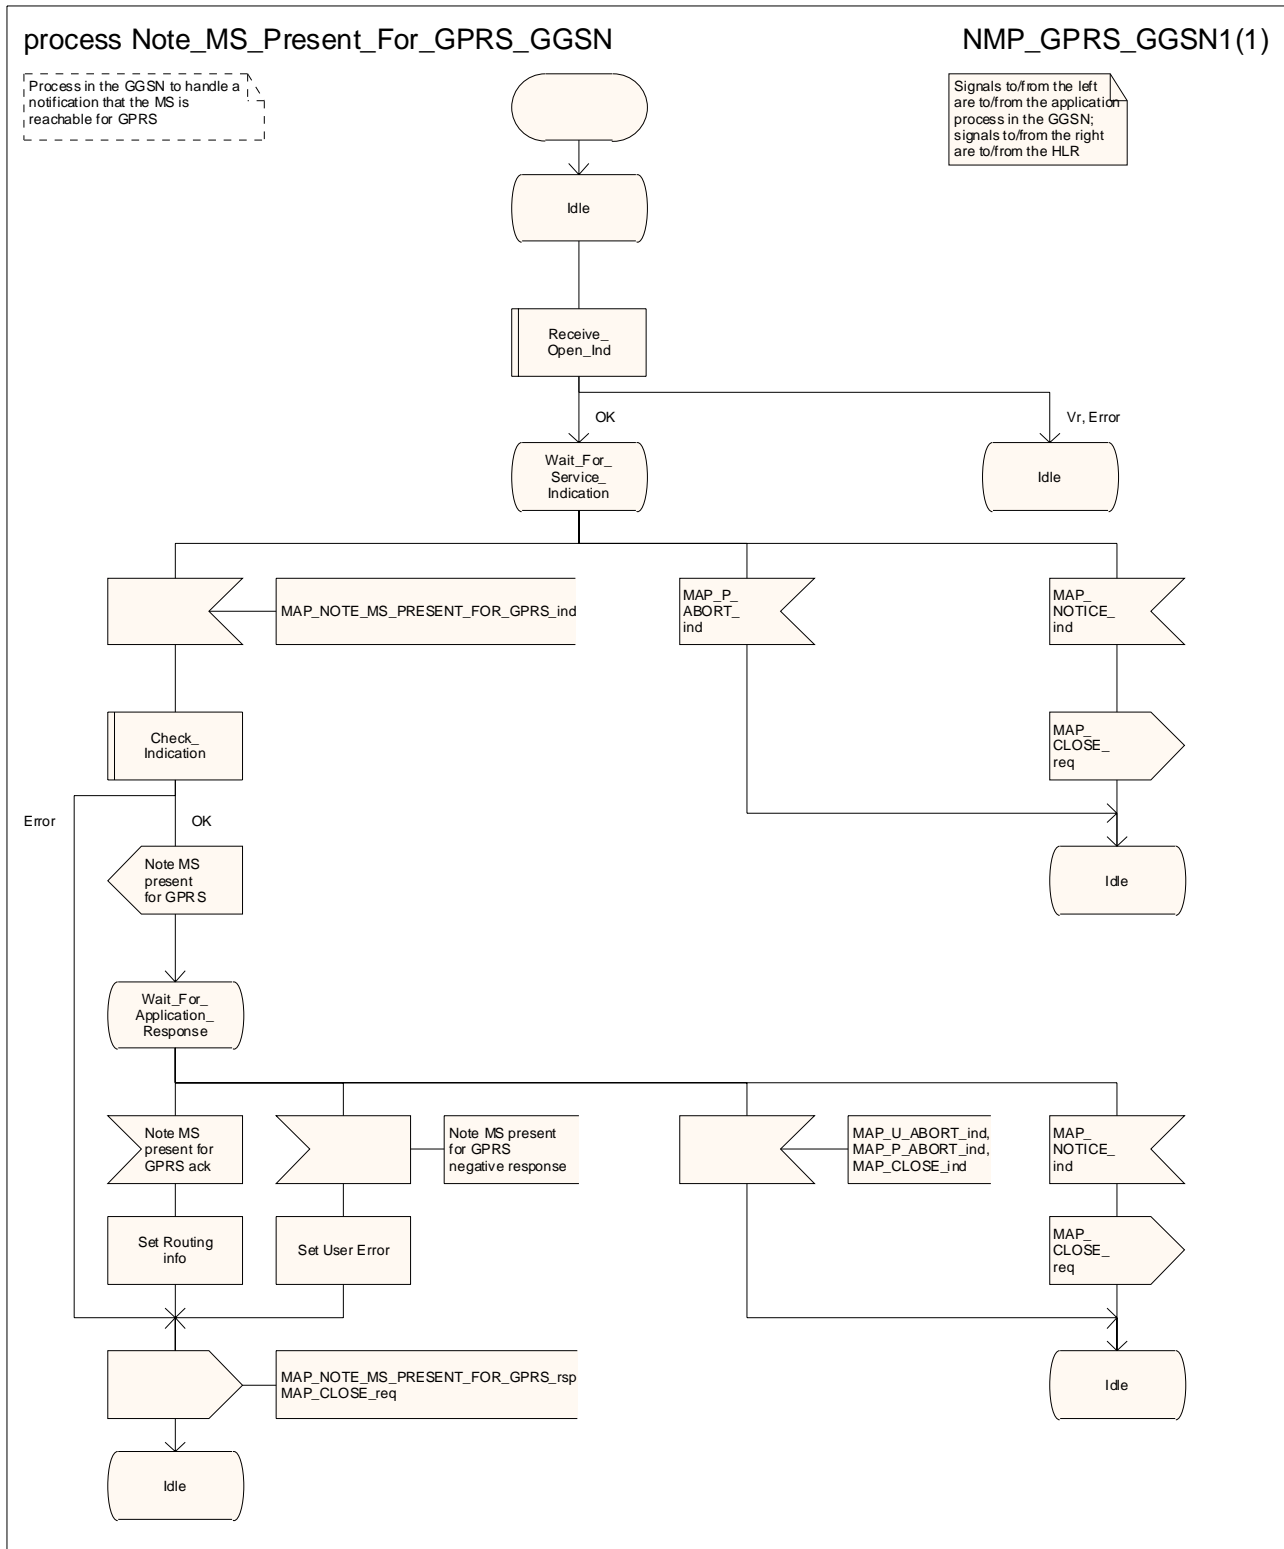 process Note_MS_Present_For_GPRS_GGSN
NMP_GPRS_GGSN1(1)
Process in the GGSN to handle a
notification that the MS is
reachable for GPRS
Signals to/from the left
are to/from the application
process in the GGSN;
signals to/from the right
are to/from the HLR
Idle
Receive_
Open_Ind
OK
Vr, Error
Wait_For_
Service_
Indication
Idle
MAP_NOTE_MS_PRESENT_FOR_GPRS_ind
MAP_P_
ABORT_
ind
MAP_
NOTICE_
ind
Check_
Indication
MAP_
CLOSE_
req
Error
OK
Note MS
present
for GPRS
Idle
Wait_For_
Application_
Response
Note MS
present for
GPRS ack
Note MS present
for GPRS
negative response
MAP_U_ABORT_ind,
MAP_P_ABORT_ind,
MAP_CLOSE_ind
MAP_
NOTICE_
ind
Set Routing
info
Set User Error
MAP_
CLOSE_
req
MAP_NOTE_MS_PRESENT_FOR_GPRS_rsp
MAP_CLOSE_req
Idle
Idle